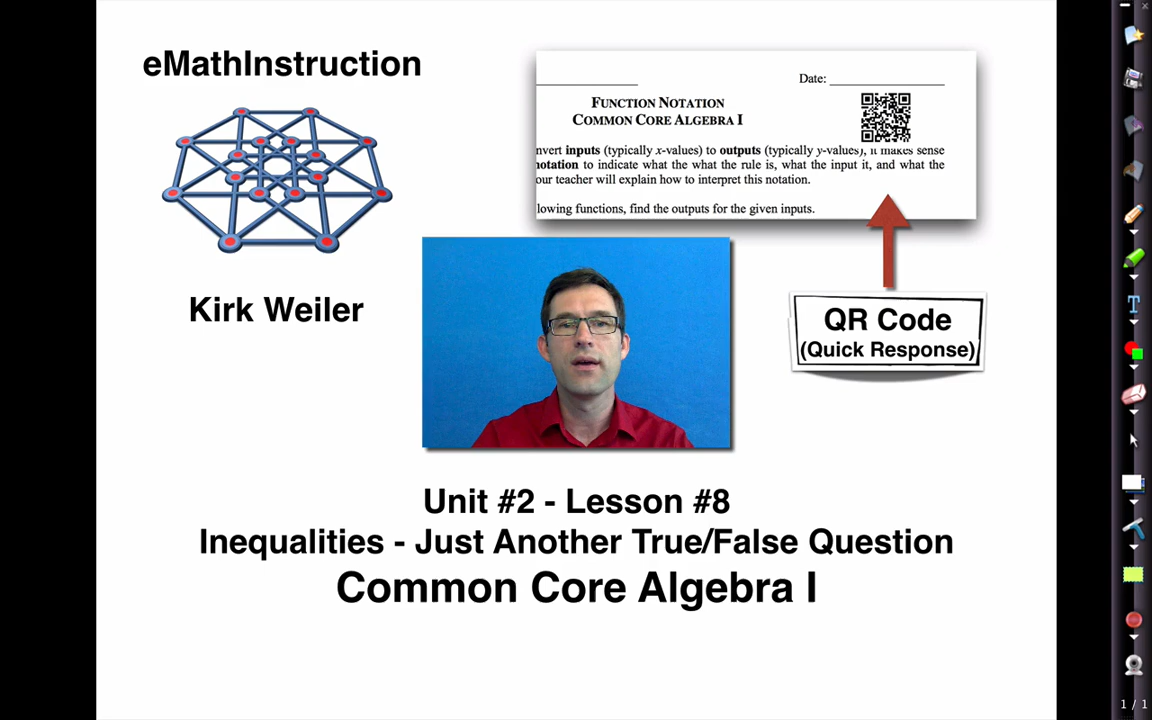 eMathInstruction
Date:
FUNCTION NOTATION
COMMON CORE ALGEBRA I
nvert inputs (typically x-values) to outputs (typically y-values), it makes sense
notation to indicate what the what the rule is, what the input it, and what the
our teacher will explain how to interpret this notation.
lowing functions, find the outputs for the given inputs.
Kirk Weiler
QR Code
(Quick Response)
Unit #2 - Lesson #8
Inequalities - Just Another True/False Question
Common Core Algebra I
T
1 / 1